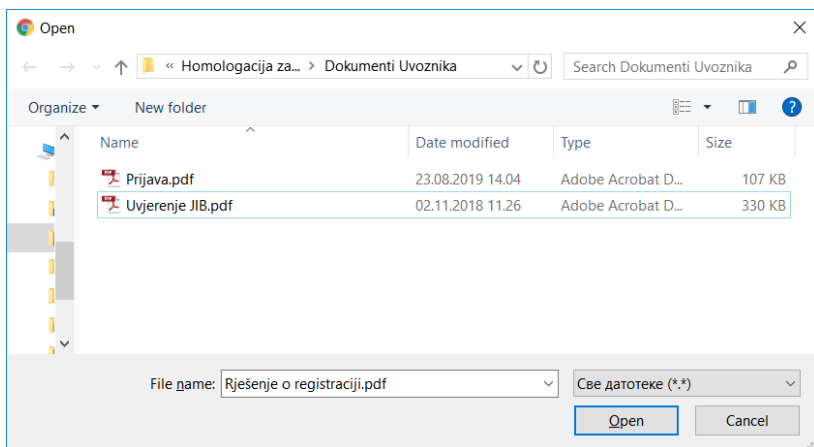 Open
« Homologacija za... > Dokumenti Uvoznika
Search Dokumenti Uvoznika
Organize New folder
Name Date modified Type Size
Prijava.pdf 23.08.2019 14.04 Adobe Acrobat D... 107 KB
Uvjerenje JIB.pdf 02.11.2018 11.26 Adobe Acrobat D... 330 KB
File name: Rješenje o registraciji.pdf Све датотеке (*.*)
Open Cancel